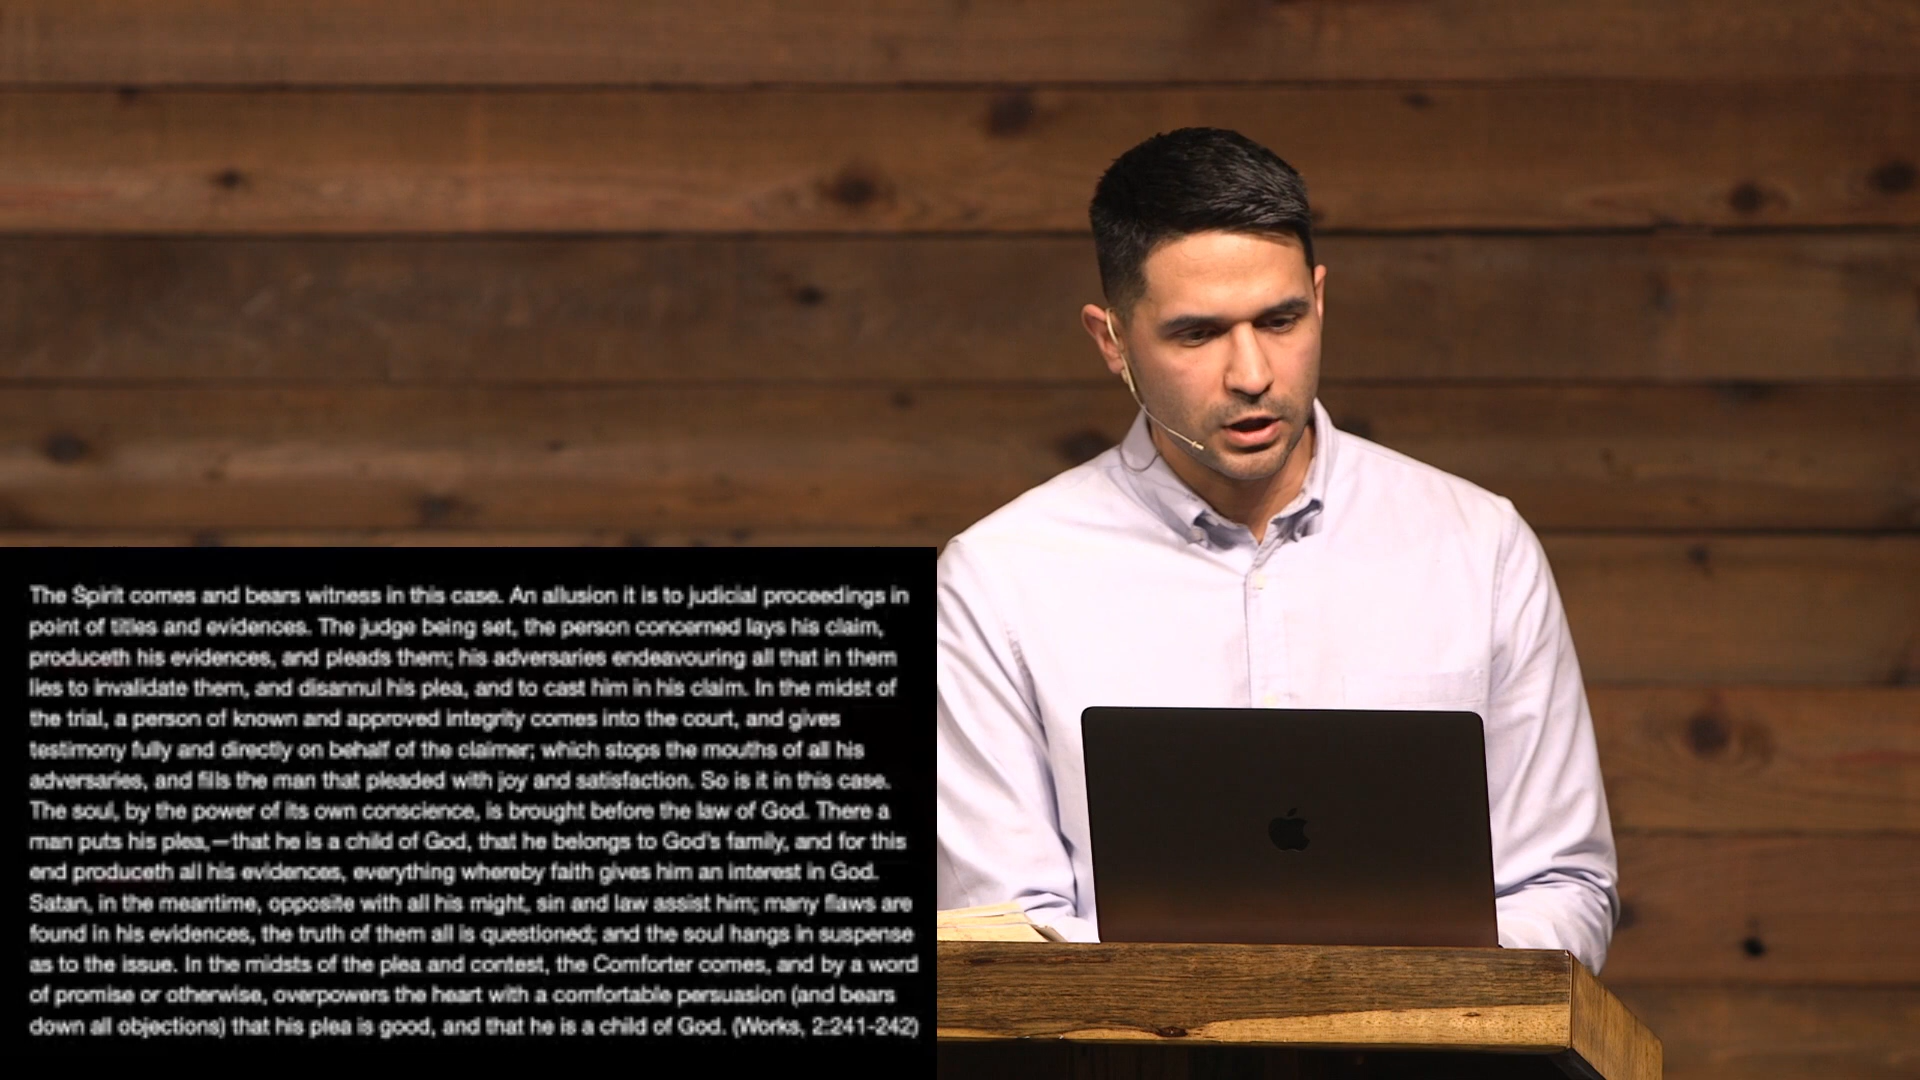 The Spirit comes and bears witness in this case. An allusion it is to judicial proceedings in
point of titles and evidences. The judge being set, the person concerned lays his claim,
produceth his evidences, and pleads them; his adversaries endeavouring all that in them
lies to invalidate them, and disannul his plea, and to cast him in his claim. In the midst of
the trial, a person of known and approved integrity comes into the court, and gives
testimony fully and directly on behalf of the claimer; which stops the mouths of all his
adversaries, and fills the man that pleaded with joy and satisfaction. So is it in this case.
The soul, by the power of its own conscience, is brought before the law of God. There a
man puts his plea,—that he is a child of God, that he belongs to God's family, and for this
end produceth all his evidences, everything whereby faith gives him an interest in God.
Satan, in the meantime, opposite with all his might, sin and law assist him; many flaws are
found in his evidences, the truth of them all is questioned; and the soul hangs in suspense
as to the issue. In the midsts of the plea and contest, the Comforter comes, and by a word
of promise or otherwise, overpowers the heart with a comfortable persuasion (and bears
down all objections) that his plea is good, and that he is a child of God. (Works, 2:241-242)